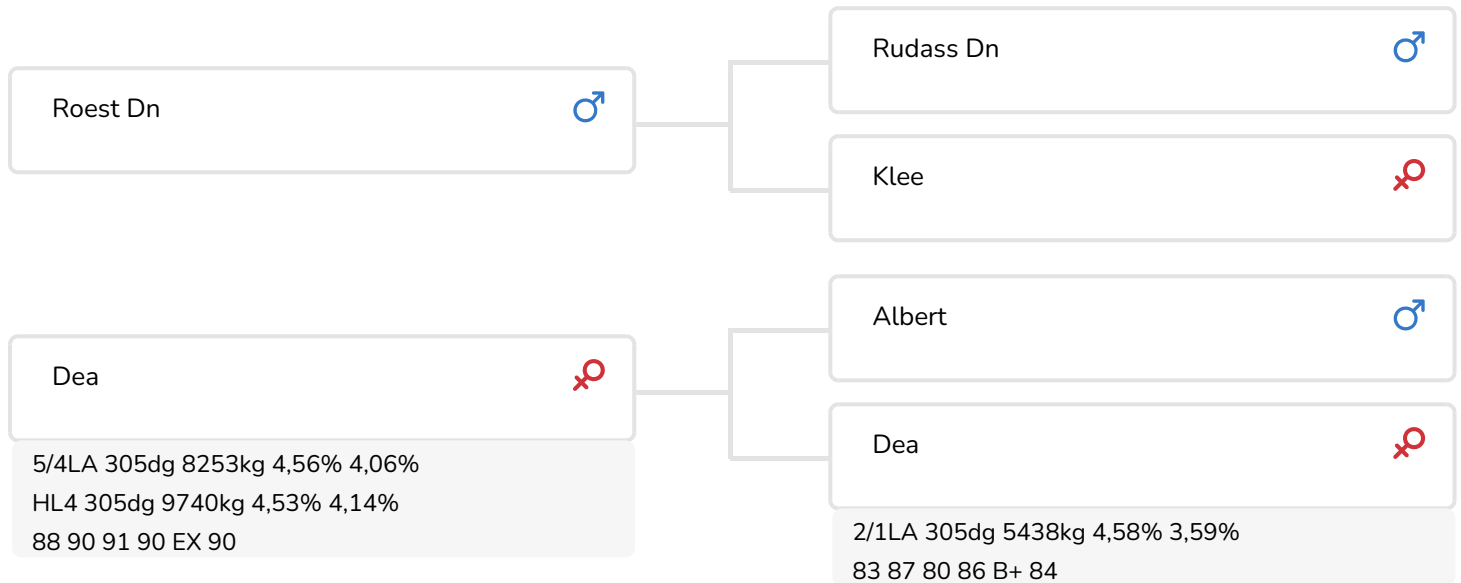 Roest Dn
Dea
5/4LA 305dg 8253kg 4,56% 4,06%
HL4 305dg 9740kg 4,53% 4,14%
88 90 91 90 EX 90
Rudass Dn
Klee
Albert
Dea
2/1LA 305dg 5438kg 4,58% 3,59%
83 87 80 86 B+ 84